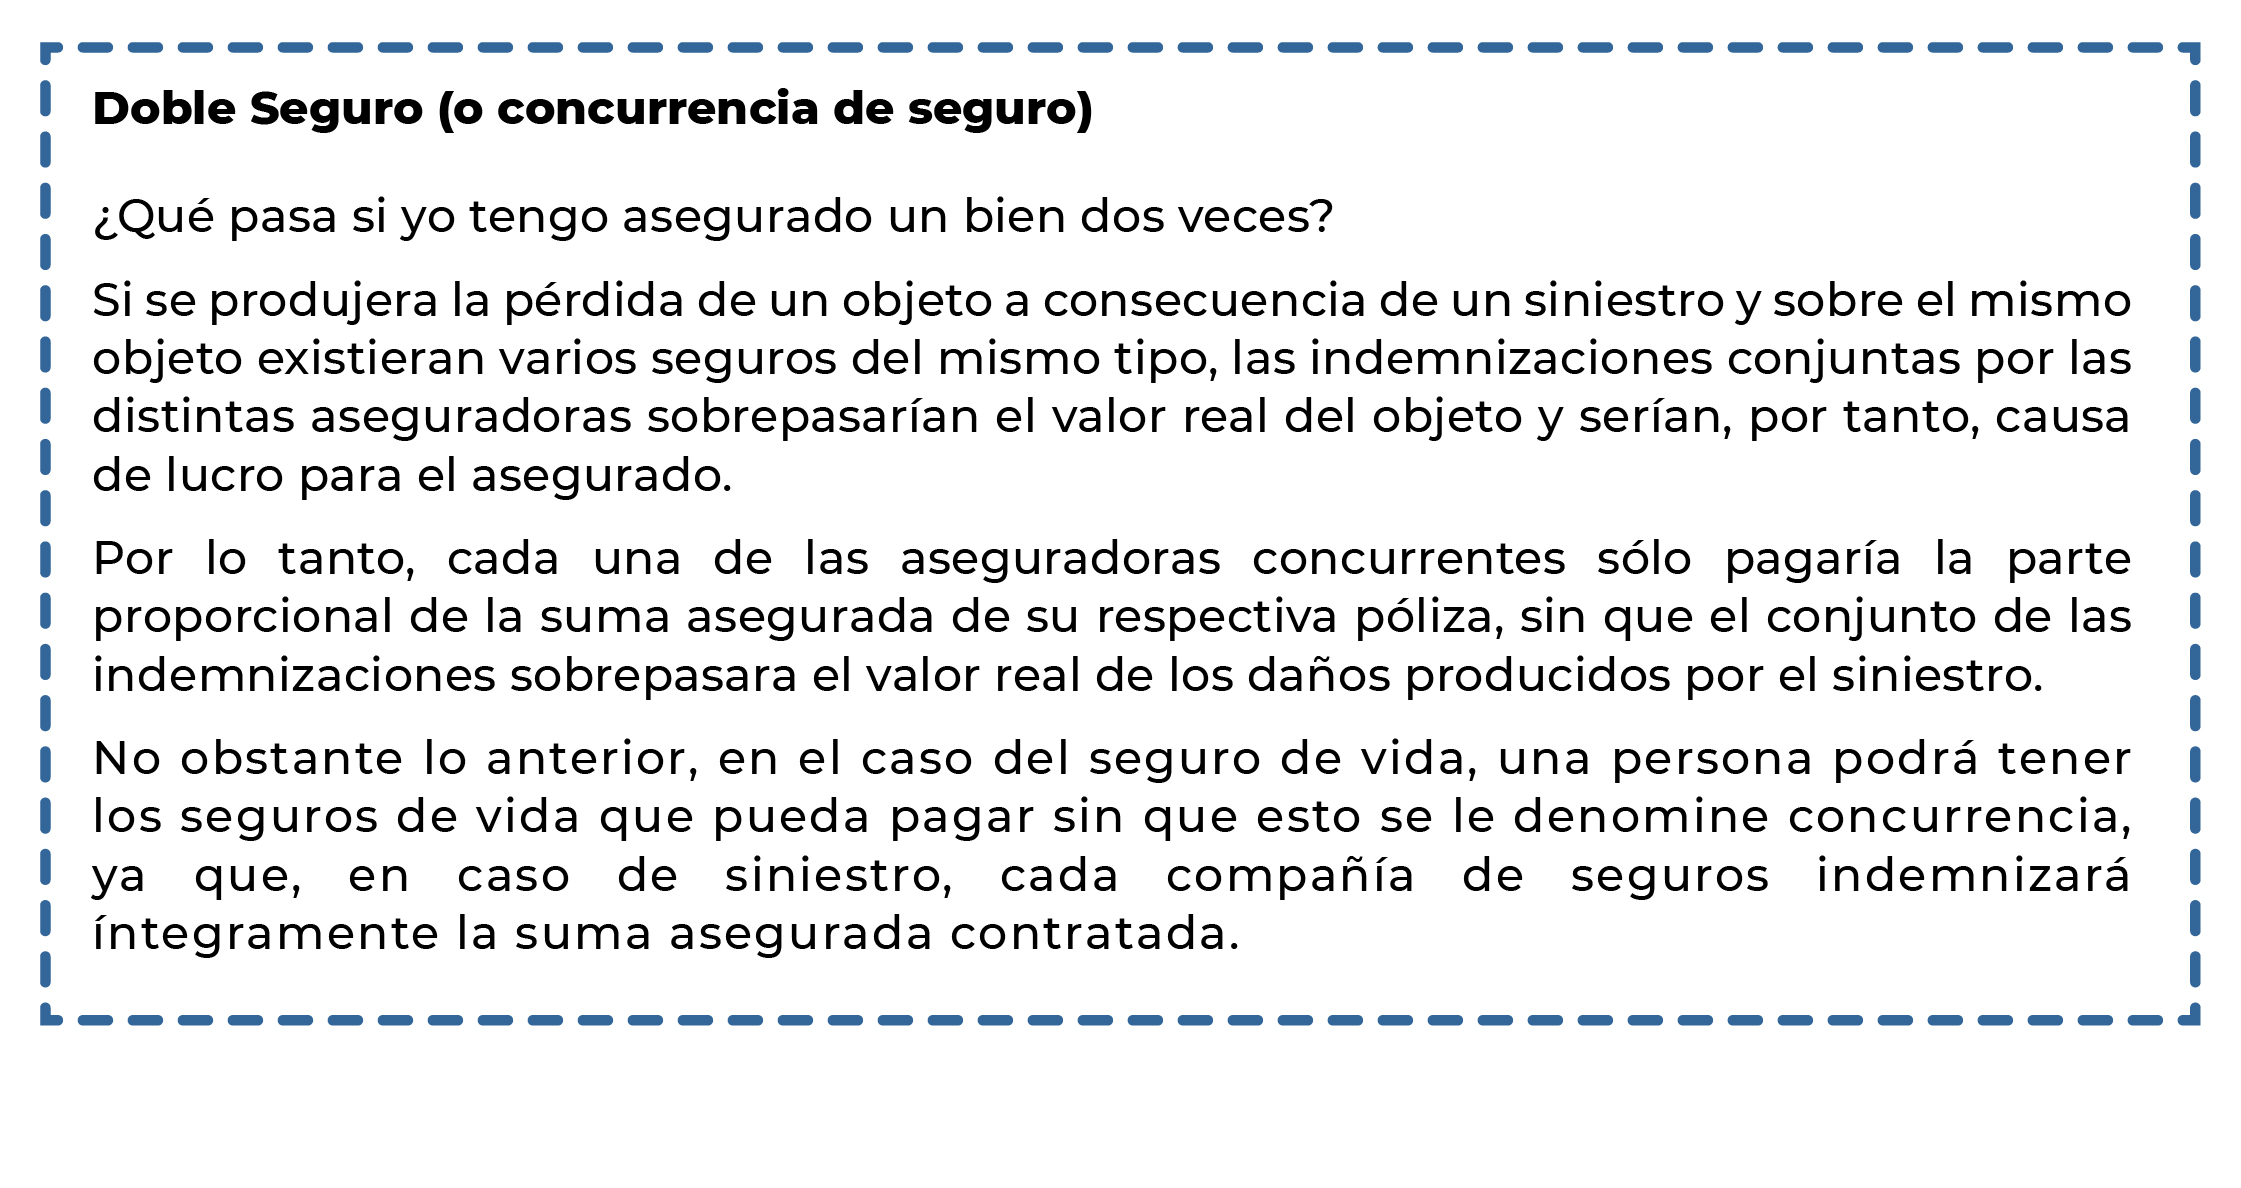 Doble Seguro (o concurrencia de seguro)
¿Qué pasa si yo tengo asegurado un bien dos veces?
Si se produjera la pérdida de un objeto a consecuencia de un siniestro y sobre el mismo
objeto existieran varios seguros del mismo tipo, las indemnizaciones conjuntas por las
distintas aseguradoras sobrepasarían el valor real del objeto y serían, por tanto, causa
de lucro para el asegurado.
Por lo tanto, cada una de las aseguradoras concurrentes sólo pagaría la parte
proporcional de la suma asegurada de su respectiva póliza, sin que el conjunto de las
indemnizaciones sobrepasara el valor real de los daños producidos por el siniestro.
No obstante lo anterior, en el caso del seguro de vida, una persona podrá tener
los seguros de vida que pueda pagar sin que esto se le denomine concurrencia,
ya que, en caso de siniestro, cada compañía de seguros indemnizará
íntegramente la suma asegurada contratada.